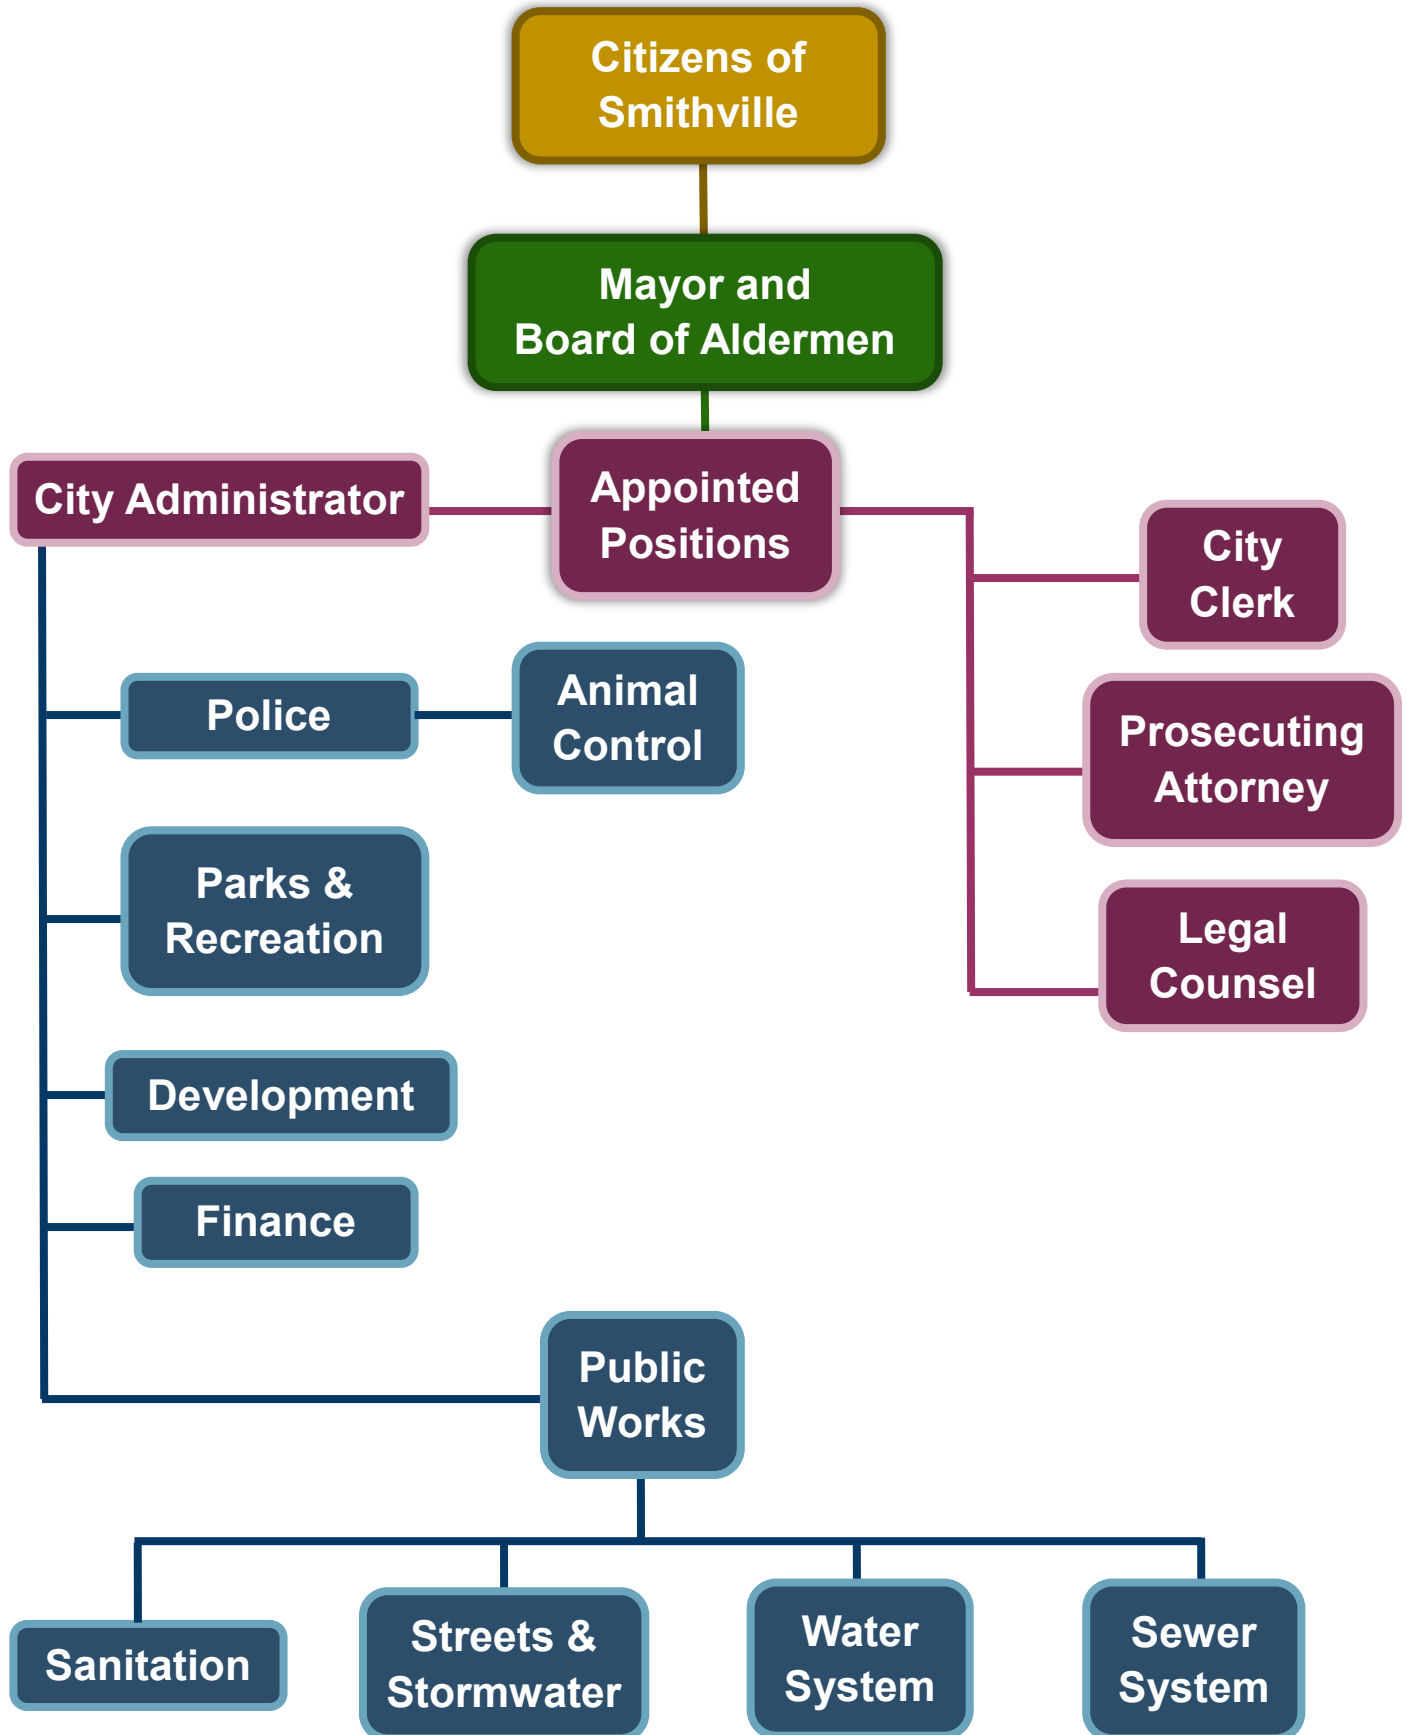 Citizens of
Smithville
Mayor and
Board of Aldermen
City Administrator
Appointed
Positions
City
Clerk
Police
Animal
Control
Prosecuting
Attorney
Parks &
Recreation
Legal
Counsel
Development
Finance
Public
Works
Sanitation
Streets &
Stormwater
Water
System
Sewer
System